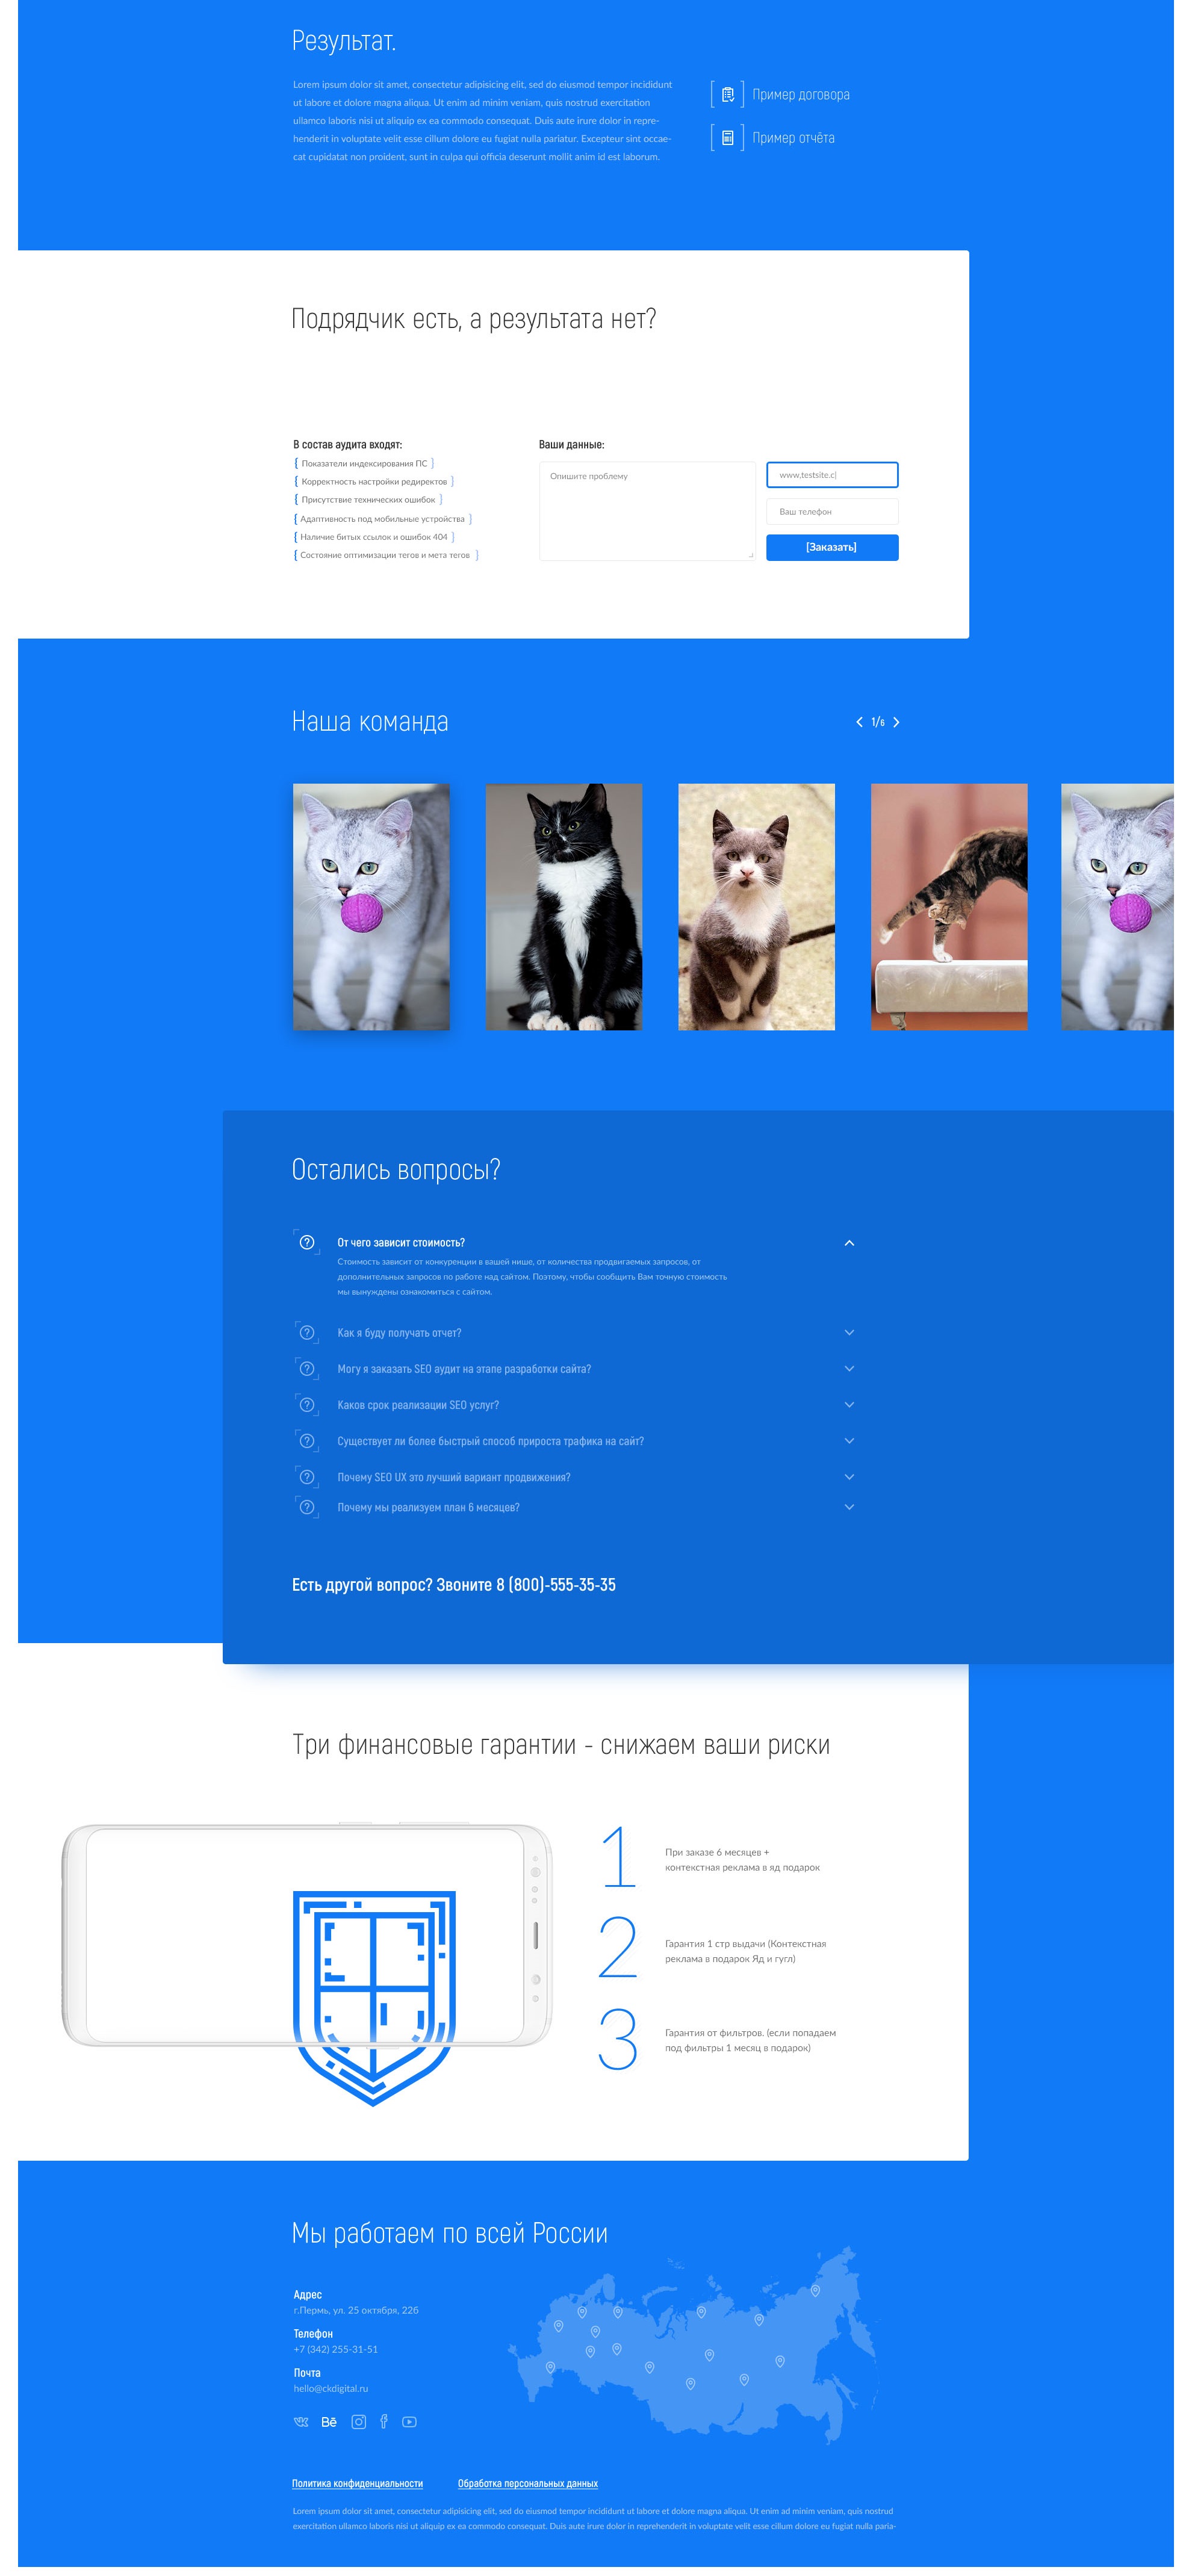 Результат.
Lorem ipsum dolor sit amet, consectetur adipisicing elit, sed do eiusmod tempor incididunt
ut labore et dolore magna aliqua. Ut enim ad minim veniam, quis nostrud exercitation
ullamco laboris nisi ut aliquip ex ea commodo consequat. Duis aute irure dolor in repre-
henderit in voluptate velit esse cillum dolore eu fugiat nulla pariatur. Excepteur sint occae-
cat cupidatat non proident, sunt in culpa qui officia deserunt mollit anim id est laborum.
Пример договора
Пример отчёта
Подрядчик есть, а результата нет?
В состав аудита входят:
{ Показатели индексирования ПС }
{ Корректность настройки редиректов }
{ Присутствие технических ошибок }
{ Адаптивность под мобильные устройства }
{ Наличие битых ссылок и ошибок 404 }
{ Состояние оптимизации тегов и мета тегов }
Ваши данные:
Опишите проблему
www,testsite.c|
Ваш телефон
[Заказать]
Наша команда
1/6
Остались вопросы?
От чего зависит стоимость?
Стоимость зависит от конкуренции в вашей нише, от количества продвигаемых запросов, от
дополнительных запросов по работе над сайтом. Поэтому, чтобы сообщить Вам точную стоимость
мы вынуждены ознакомиться с сайтом.
Как я буду получать отчет?
Могу я заказать SEO аудит на этапе разработки сайта?
Каков срок реализации SEO услуг?
Существует ли более быстрый способ прироста трафика на сайт?
Почему SEO UX это лучший вариант продвижения?
Почему мы реализуем план 6 месяцев?
Есть другой вопрос? Звоните 8 (800)-555-35-35
Три финансовые гарантии - снижаем ваши риски
1
При заказе 6 месяцев +
контекстная реклама в яд подарок
2
Гарантия 1 стр выдачи (Контекстная
реклама в подарок Яд и гугл)
3
Гарантия от фильтров. (если попадаем
под фильтры 1 месяц в подарок)
Мы работаем по всей России
Адрес
г.Пермь, ул. 25 октября, 22б
Телефон
+7 (342) 255-31-51
Почта
hello@ckdigital.ru
Bē
Политика конфиденциальности
Обработка персональных данных
Lorem ipsum dolor sit amet, consectetur adipisicing elit, sed do eiusmod tempor incididunt ut labore et dolore magna aliqua. Ut enim ad minim veniam, quis nostrud
exercitation ullamco laboris nisi ut aliquip ex ea commodo consequat. Duis aute irure dolor in reprehenderit in voluptate velit esse cillum dolore eu fugiat nulla paria-